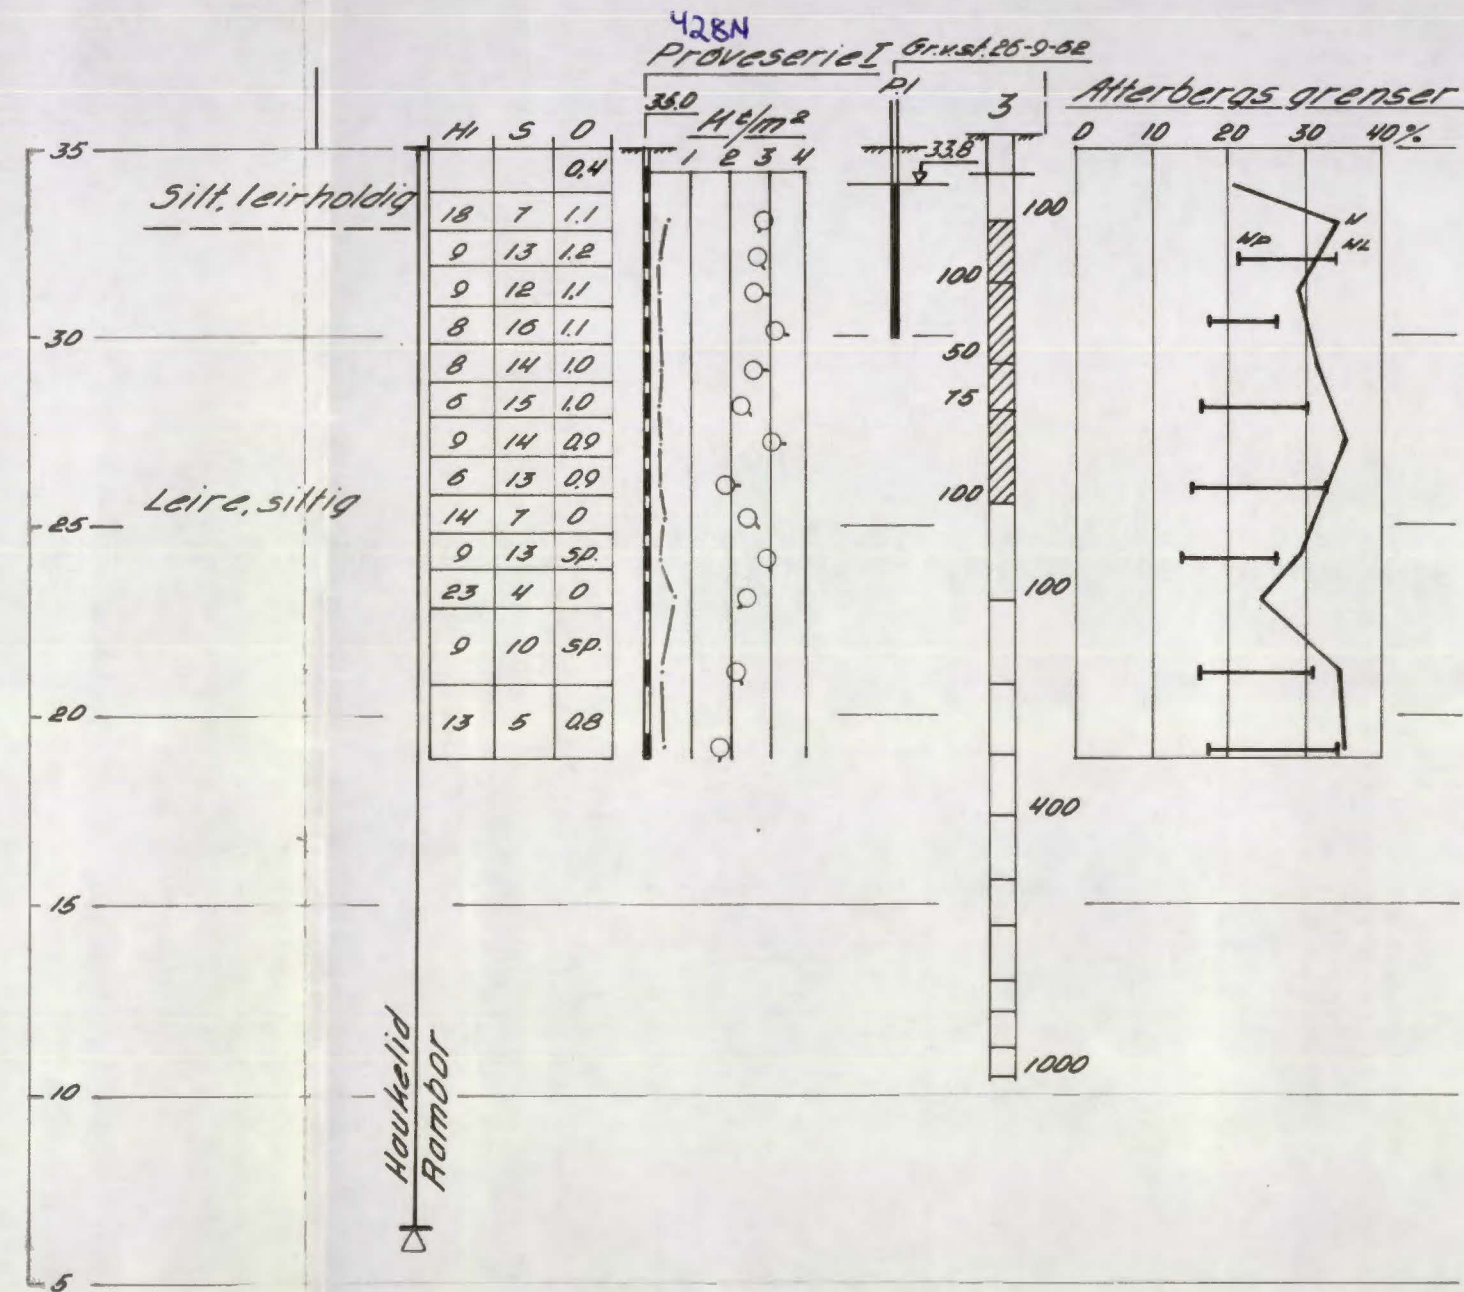 428N
Prøveserie I
Gr.v.st. 26-9-62
P.1
35.0
H t/m²
1 2 3 4
33.8
3
Atterbergs grenser
0 10 20 30 40%
H1 S O
0.4
18 7 1.1
9 13 1.2
9 12 1.1
8 16 1.1
8 14 1.0
6 15 1.0
9 14 0.9
6 13 0.9
14 7 0
9 13 sp.
23 4 0
9 10 sp.
13 5 0.8
35
Silt, leirholdig
30
Leire, siltig
25
20
15
10
5
100
100
50
75
100
100
400
1000
W
WP WL
Haukelid
Rambor